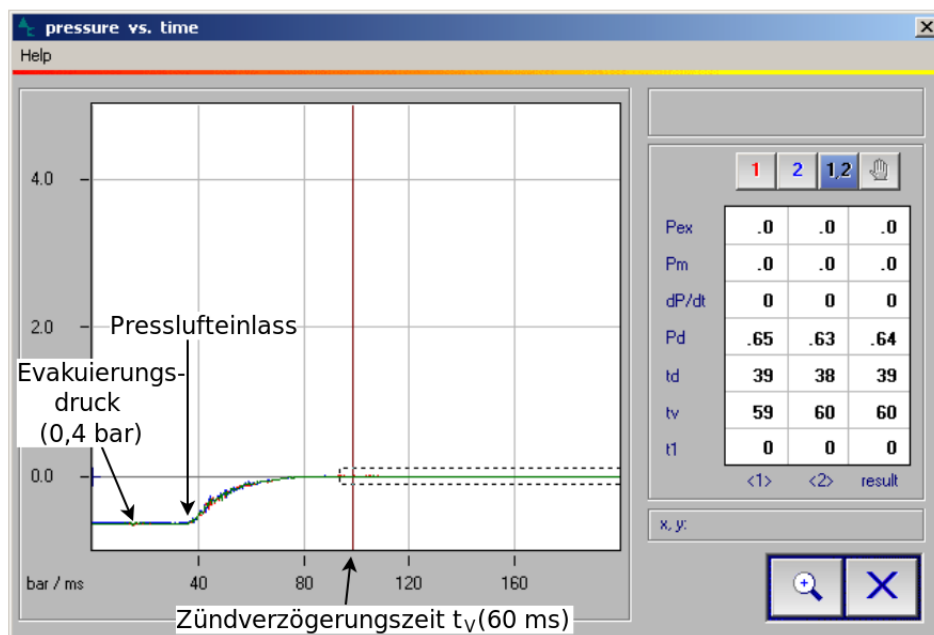 pressure vs. time
Help
4.0
2.0
0.0
Presslufteinlass
Evakuierungs-
druck
(0,4 bar)
bar / ms
40
80
120
160
Zündverzögerungszeit tV(60 ms)
1 2 1,2
Pex .0 .0 .0
Pm .0 .0 .0
dP/dt 0 0 0
Pd .65 .63 .64
td 39 38 39
tv 59 60 60
t1 0 0 0
<1> <2> result
x, y: